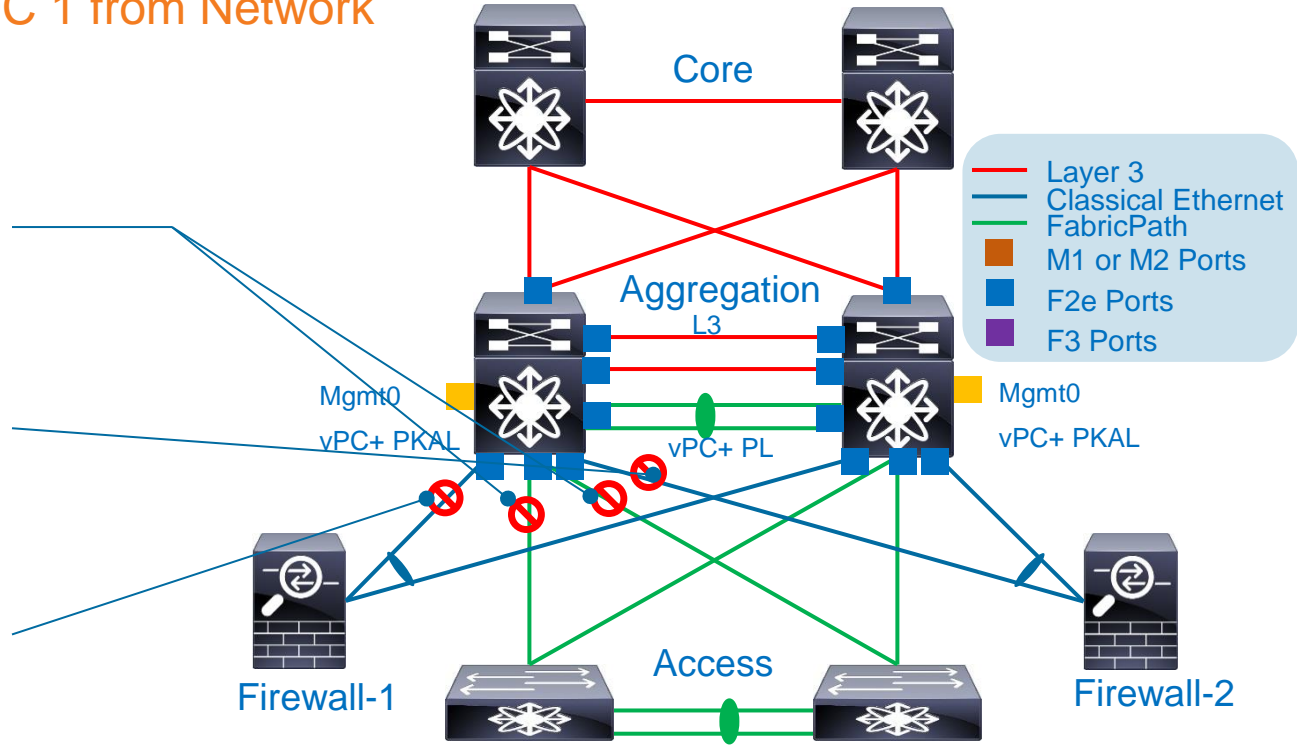 C 1 from Network
Core
Layer 3
Classical Ethernet
FabricPath
M1 or M2 Ports
F2e Ports
F3 Ports
Aggregation
L3
Mgmt0
vPC+ PKAL
vPC+ PL
Mgmt0
vPC+ PKAL
Firewall-1
Access
Firewall-2